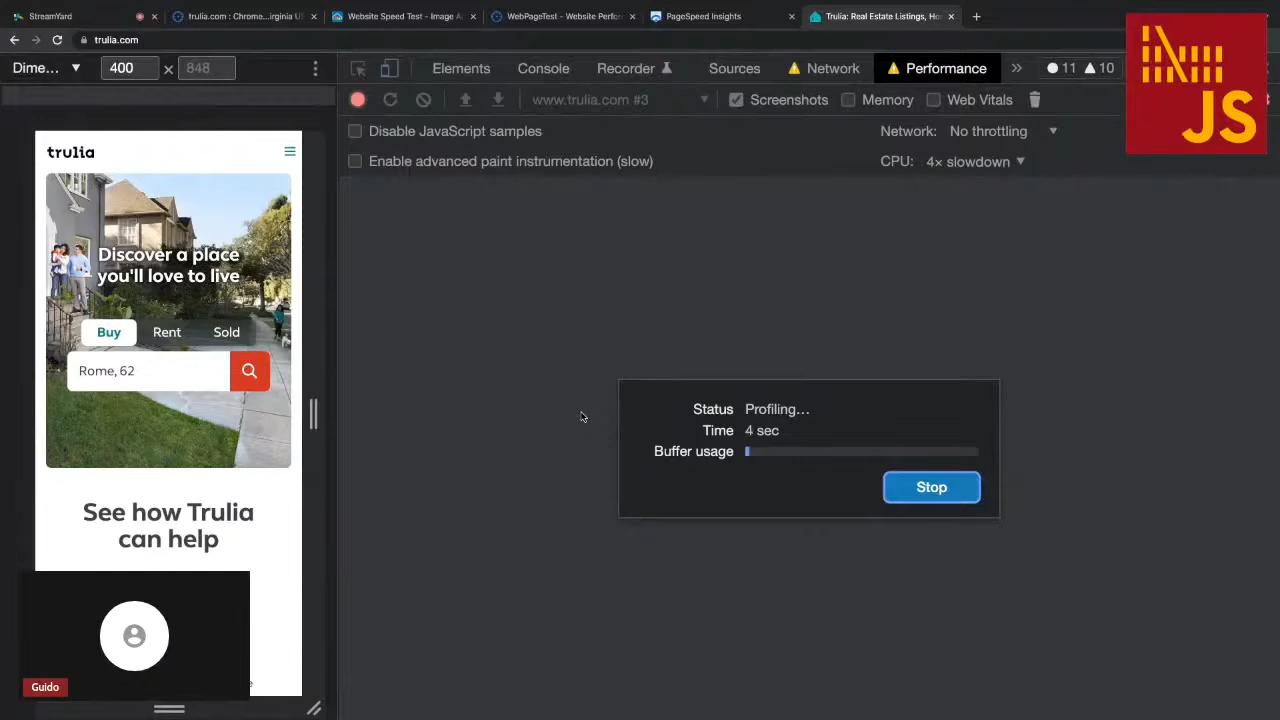 StreamYard
trulia.com : Chrome...irginia US
Website Speed Test - Image A
WebPageTest - Website Perfor
PageSpeed Insights
Trulia: Real Estate Listings, Ho
trulia.com
Dime...
400
848
Elements
Console
Recorder
Sources
Network
Performance
11
10
www.trulia.com #3
Screenshots
Memory
Web Vitals
Disable JavaScript samples
Network:
No throttling
Enable advanced paint instrumentation (slow)
CPU:
4× slowdown
JS
trulia
Discover a place
you'll love to live
Buy
Rent
Sold
Rome, 62
See how Trulia
can help
Status
Profiling...
Time
4 sec
Buffer usage
Stop
Guido